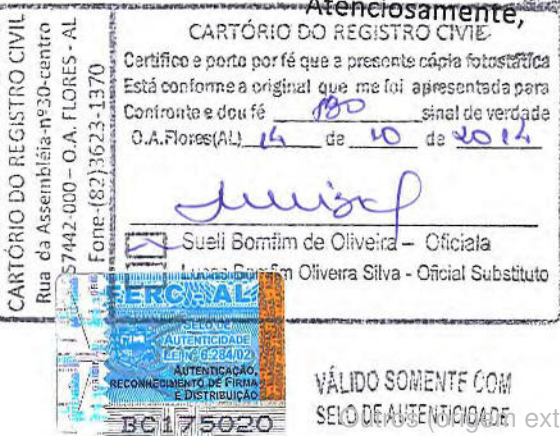 Atenciosamente,
CARTÓRIO DO REGISTRO CIVIL
Rua da Assembléia-nº30-centro
57442-000 - O.A. FLORES - AL
Fone-(82)3623-1370
CARTÓRIO DO REGISTRO CIVIL
Certifico e porto por fé que a presente cópia fotostática
Está conforme a original que me foi apresentada para
Confronte e dou fé sinal de verdade
O.A.Flores(AL) 14 de 10 de 2014
Sueli Bomfim de Oliveira - Oficiala
Lucas Bomfim Oliveira Silva - Oficial Substituto
FERC - AL
SELO DE
AUTENTICIDADE
LEI Nº 6.284/02
AUTENTICAÇÃO,
RECONHECIMENTO DE FIRMA
E DISTRIBUIÇÃO
BC175020
VÁLIDO SOMENTE COM
SELO DE AUTENTICIDADE